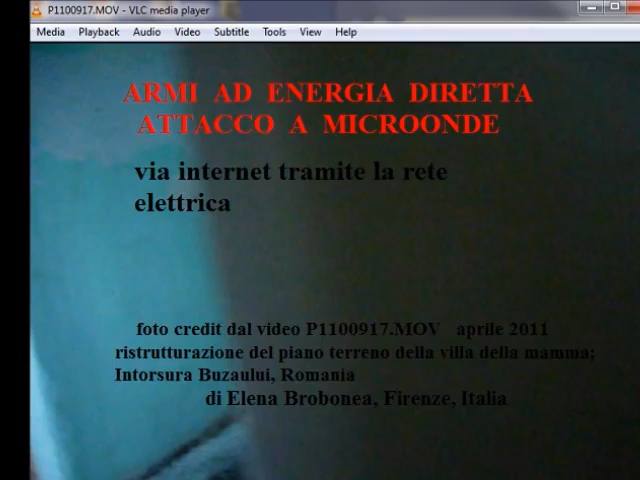 P1100917.MOV - VLC media player
Media Playback Audio Video Subtitle Tools View Help
ARMI AD ENERGIA DIRETTA
ATTACCO A MICROONDE
via internet tramite la rete
elettrica
foto credit dal video P1100917.MOV aprile 2011
ristrutturazione del piano terreno della villa della mamma;
Intorsura Buzaului, Romania
di Elena Brobonea, Firenze, Italia